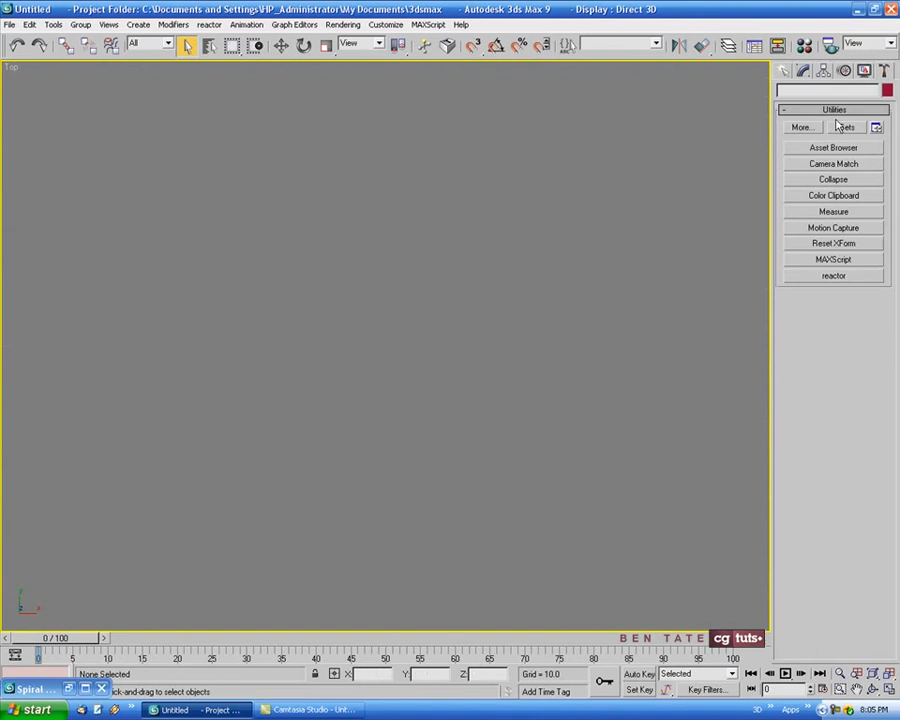 Untitled - Project Folder: C:\Documents and Settings\HP_Administrator\My Documents\3dsmax - Autodesk 3ds Max 9 - Display : Direct 3D
File Edit Tools Group Views Create Modifiers reactor Animation Graph Editors Rendering Customize MAXScript Help
All View View
Top
Utilities
More...
Asset Browser
Camera Match
Collapse
Color Clipboard
Measure
Motion Capture
Reset XForm
MAXScript
reactor
y
z x
< 0 / 100 >
BEN TATE cg tuts+
0 5 10 15 20 25 30 35 40 45 50 55 60 65 70 75 80 85 90 95 100
None Selected X: Y: Z: Grid = 10.0 Auto Key Selected
Spiral ... ick-and-drag to select objects Add Time Tag Set Key Key Filters... 0
start Untitled - Project ... Camtasia Studio - Unt... 3D Apps 8:05 PM